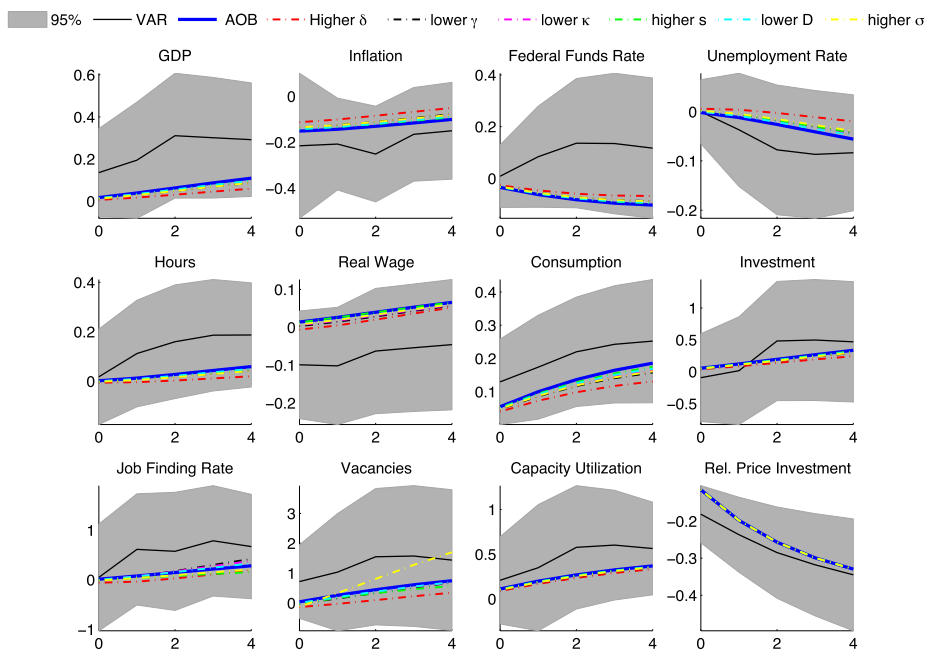 95% VAR AOB Higher δ lower γ lower κ higher s lower D higher σ
GDP Inflation Federal Funds Rate Unemployment Rate
0.6
0.4
0.2
0
0 2 4
0
−0.2
−0.4
0 2 4
0.4
0.2
0
0 2 4
0
−0.1
−0.2
0 2 4
Hours Real Wage Consumption Investment
0.4
0.2
0
0 2 4
0.1
0
−0.1
−0.2
0 2 4
0.4
0.3
0.2
0.1
0 2 4
1
0.5
0
−0.5
0 2 4
Job Finding Rate Vacancies Capacity Utilization Rel. Price Investment
1
0
−1
0 2 4
3
2
1
0
0 2 4
1
0.5
0
0 2 4
−0.2
−0.3
−0.4
0 2 4